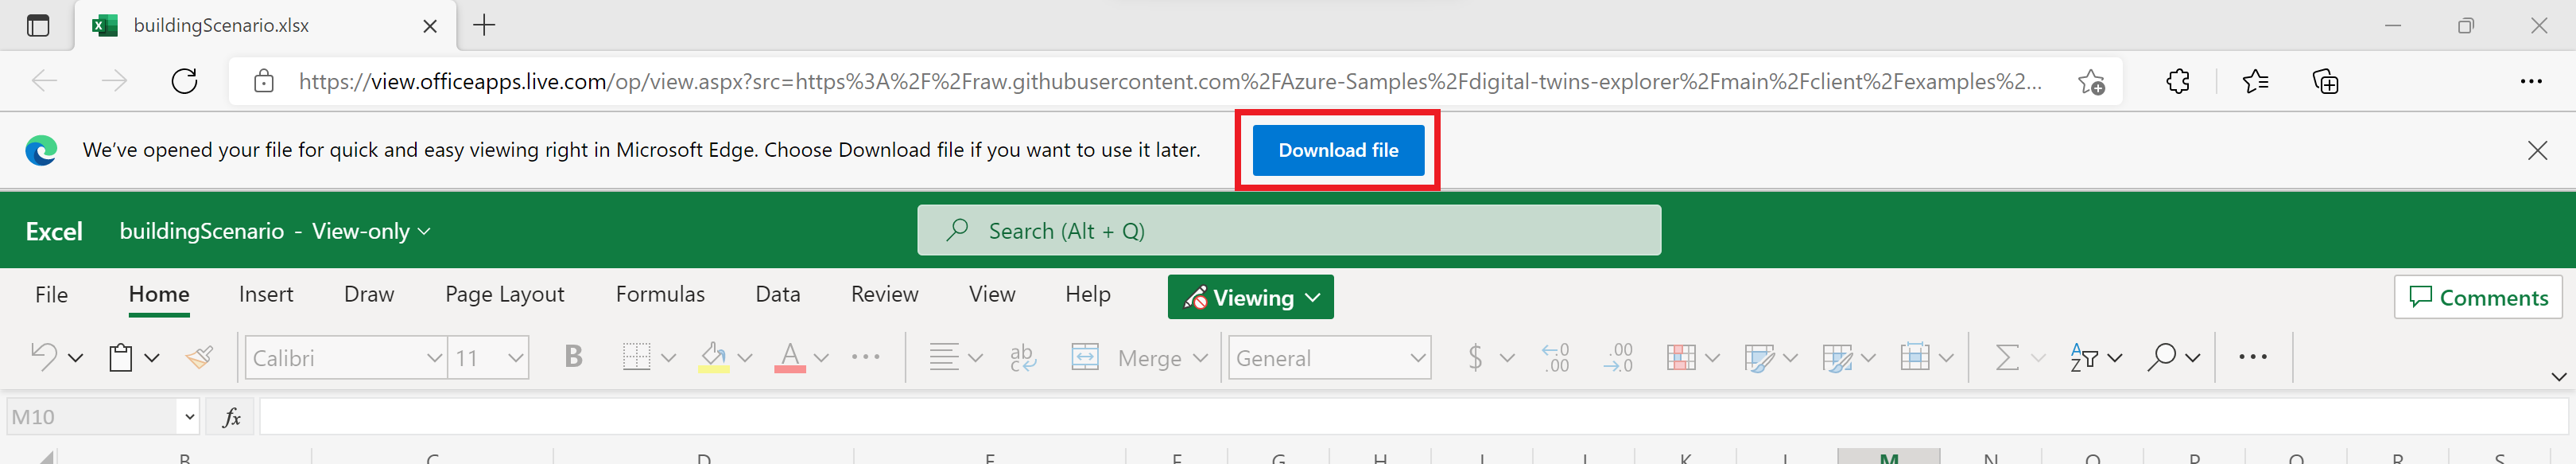 buildingScenario.xlsx
https://view.officeapps.live.com/op/view.aspx?src=https%3A%2F%2Fraw.githubusercontent.com%2FAzure-Samples%2Fdigital-twins-explorer%2Fmain%2Fclient%2Fexamples%2...
We've opened your file for quick and easy viewing right in Microsoft Edge. Choose Download file if you want to use it later. Download file
Excel buildingScenario - View-only Search (Alt + Q)
File Home Insert Draw Page Layout Formulas Data Review View Help Viewing Comments
Calibri 11 B A ab c Merge General $ .0 .00 .00 .0 Σ A Z
M10 fx
B C D E F G H I J K L M N O P Q R S